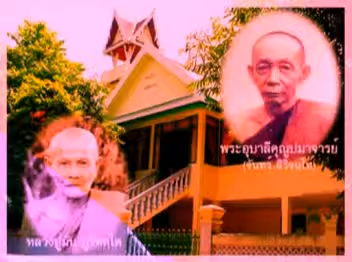 พระอุบาลีคุณูปมาจารย์
(จันทร์ สิริจนฺโท)
หลวงปู่มั่น ภูริทตฺโต